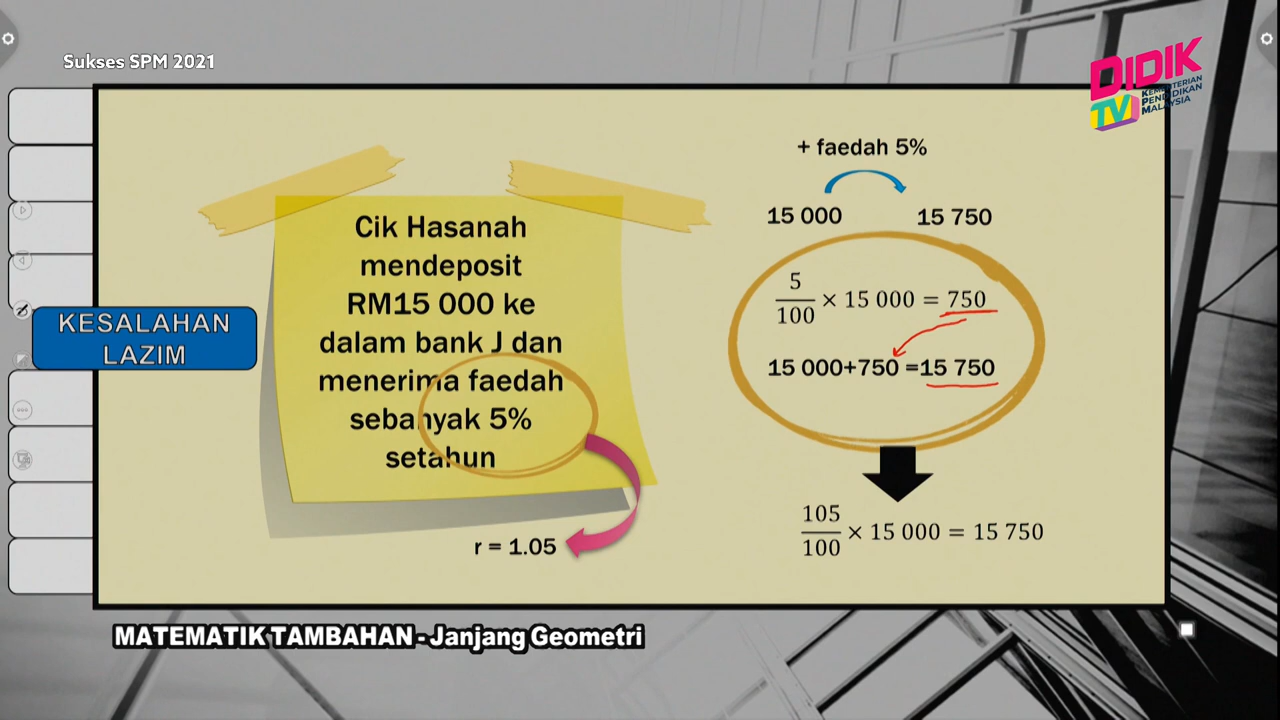 Sukses SPM 2021
DIDIK
TV
KEMENTERIAN
PENDIDIKAN
MALAYSIA
KESALAHAN
LAZIM
Cik Hasanah
mendeposit
RM15 000 ke
dalam bank J dan
menerima faedah
sebanyak 5%
setahun
r = 1.05
+ faedah 5%
15 000 15 750
5/100 × 15 000 = 750
15 000+750 =15 750
105/100 × 15 000 = 15 750
MATEMATIK TAMBAHAN - Janjang Geometri